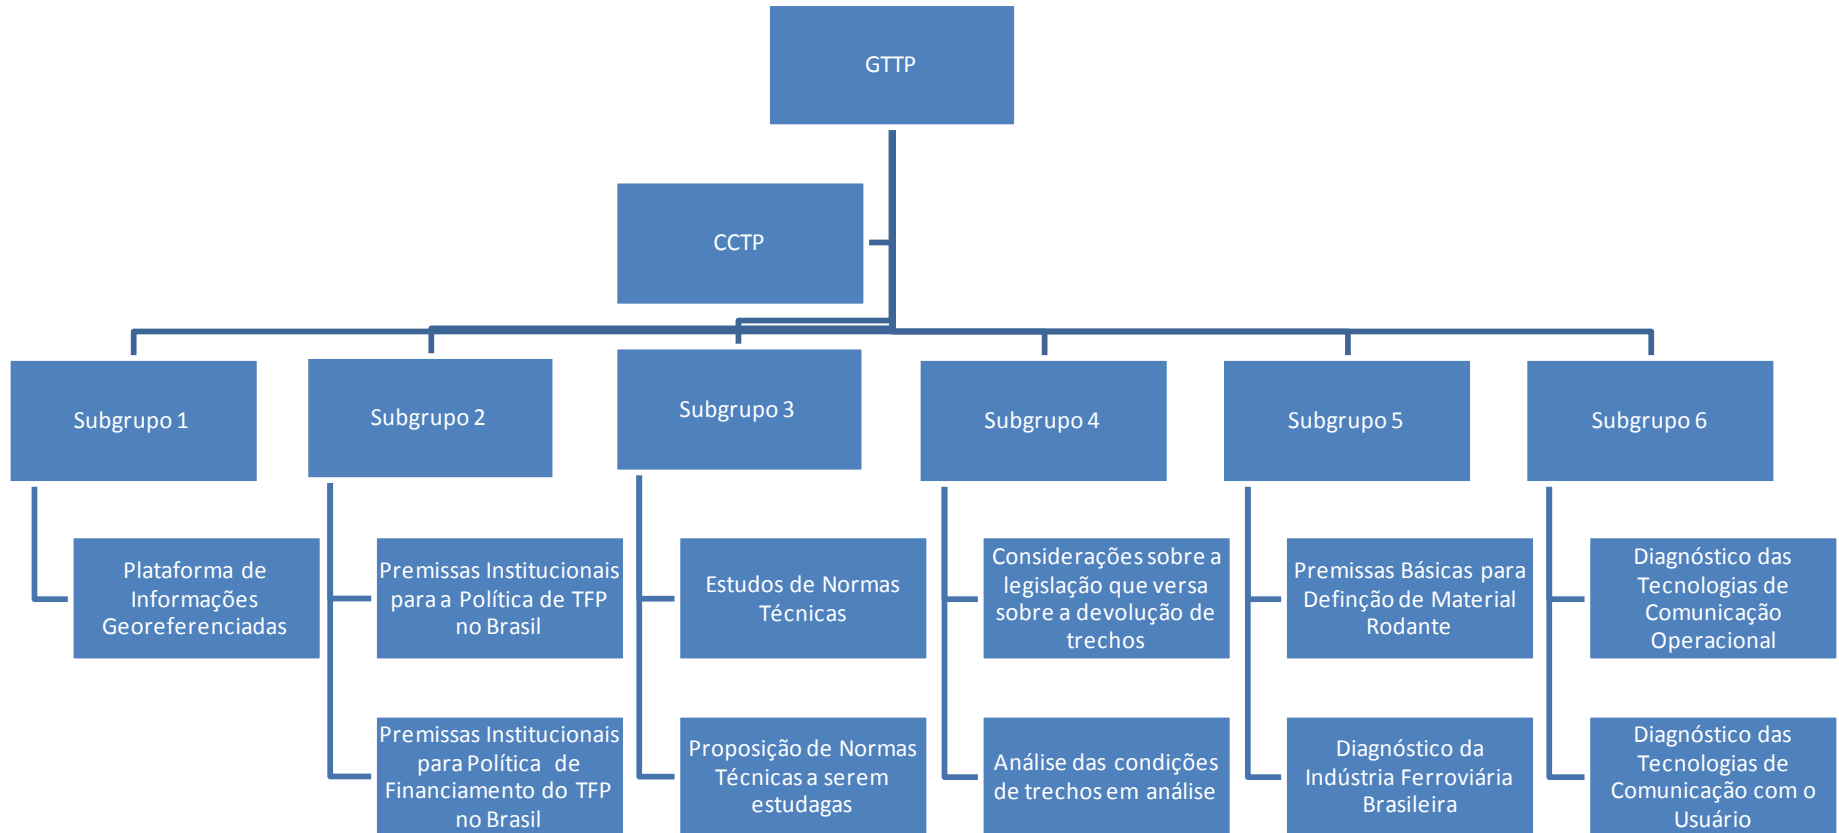 GTTP
CCTP
Subgrupo 1
Subgrupo 2
Subgrupo 3
Subgrupo 4
Subgrupo 5
Subgrupo 6
Plataforma de
Informações
Georeferenciadas
Premissas Institucionais
para a Política de TFP
no Brasil
Estudos de Normas
Técnicas
Considerações sobre a
legislação que versa
sobre a devolução de
trechos
Premissas Básicas para
Definção de Material
Rodante
Diagnóstico das
Tecnologias de
Comunicação
Operacional
Premissas Institucionais
para Política de
Financiamento do TFP
no Brasil
Proposição de Normas
Técnicas a serem
estudagas
Análise das condições
de trechos em análise
Diagnóstico da
Indústria Ferroviária
Brasileira
Diagnóstico das
Tecnologias de
Comunicação com o
Usuário